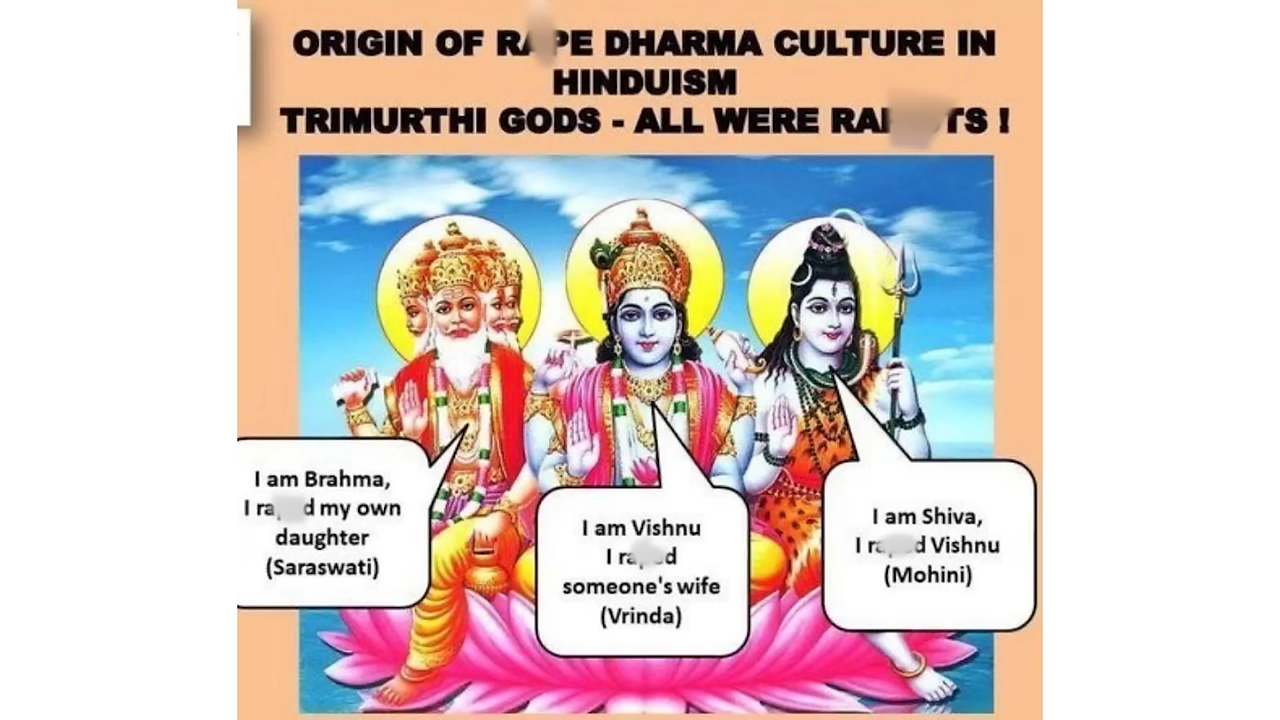 ORIGIN OF DHARMA CULTURE IN
HINDUISM
TRIMURTHI GODS - ALL WERE !
I am Brahma,
I my own
daughter
(Saraswati)
I am Vishnu
I
someone's wife
(Vrinda)
I am Shiva,
I Vishnu
(Mohini)